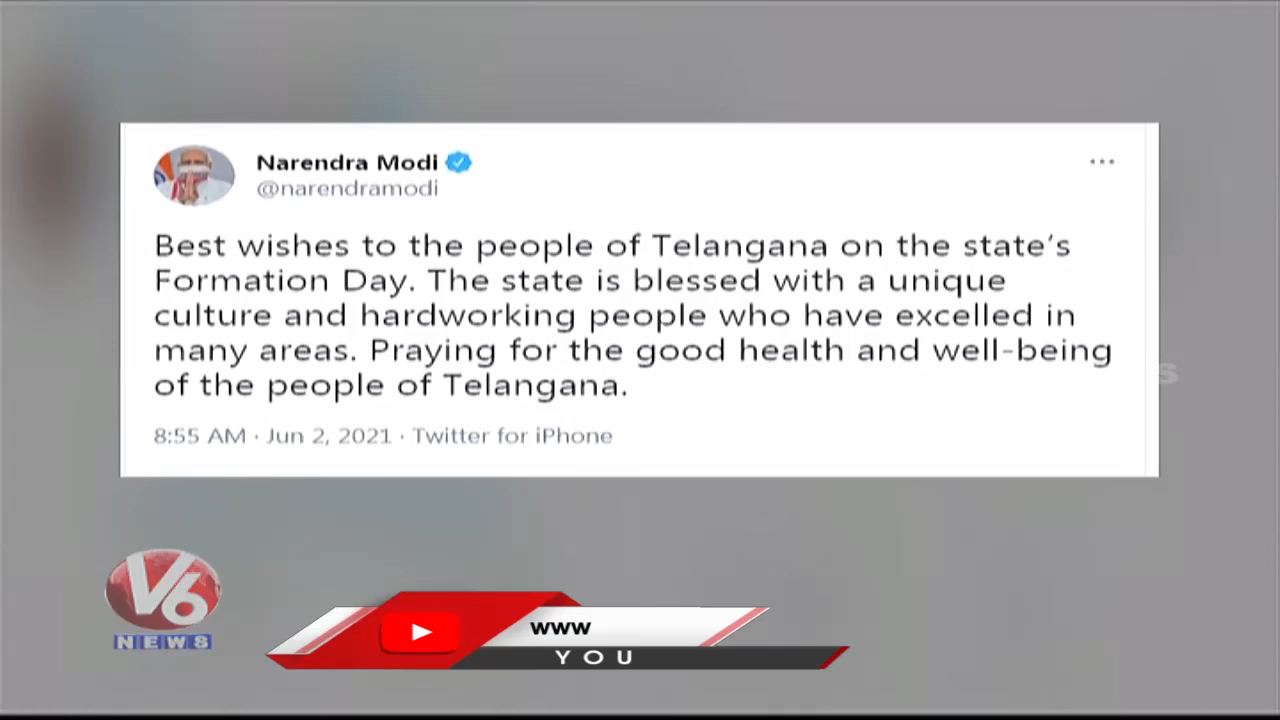 Narendra Modi
@narendramodi
Best wishes to the people of Telangana on the state's
Formation Day. The state is blessed with a unique
culture and hardworking people who have excelled in
many areas. Praying for the good health and well-being
of the people of Telangana.
8:55 AM · Jun 2, 2021 · Twitter for iPhone
V6
NEWS
www
YOU